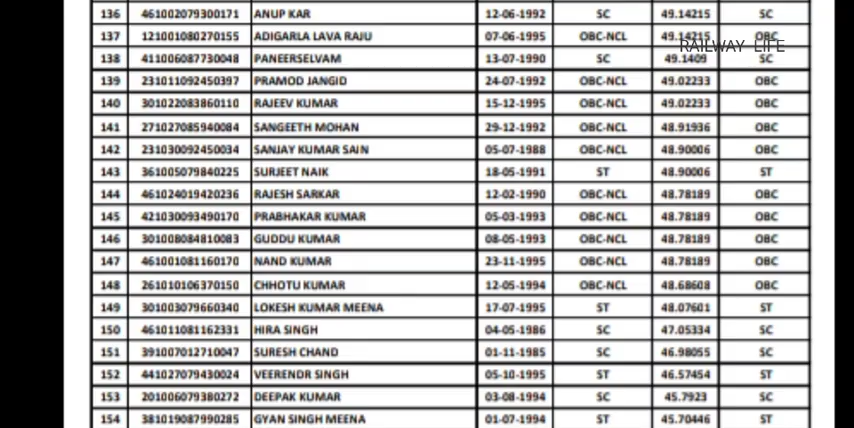 136 461002079300171 ANUP KAR 12-06-1992 SC 49.14215 SC
137 121001080270155 ADIGARLA LAVA RAJU 07-06-1995 OBC-NCL 49.14215 OBC
RAILWAY LIFE
138 411006087730048 PANEERSELVAM 13-07-1990 SC 49.1409 SC
139 231011092450397 PRAMOD JANGID 24-07-1992 OBC-NCL 49.02233 OBC
140 301022083860110 RAJEEV KUMAR 15-12-1995 OBC-NCL 49.02233 OBC
141 271027085940084 SANGEETH MOHAN 29-12-1992 OBC-NCL 48.91936 OBC
142 231030092450034 SANJAY KUMAR SAIN 05-07-1988 OBC-NCL 48.90006 OBC
143 361005079840225 SURJEET NAIK 18-05-1991 ST 48.90006 ST
144 461024019420236 RAJESH SARKAR 12-02-1990 OBC-NCL 48.78189 OBC
145 421030093490170 PRABHAKAR KUMAR 05-03-1993 OBC-NCL 48.78189 OBC
146 301008084810083 GUDDU KUMAR 08-05-1993 OBC-NCL 48.78189 OBC
147 461001081160170 NAND KUMAR 23-11-1995 OBC-NCL 48.78189 OBC
148 261010106370150 CHHOTU KUMAR 12-05-1994 OBC-NCL 48.68608 OBC
149 301003079660340 LOKESH KUMAR MEENA 17-07-1995 ST 48.07601 ST
150 461011081162331 HIRA SINGH 04-05-1986 SC 47.05334 SC
151 391007012710047 SURESH CHAND 01-11-1985 SC 46.98055 SC
152 441027079430024 VEERENDR SINGH 05-10-1995 ST 46.57454 ST
153 201006079380272 DEEPAK KUMAR 03-08-1994 SC 45.7923 SC
154 381019087990285 GYAN SINGH MEENA 01-07-1994 ST 45.70446 ST